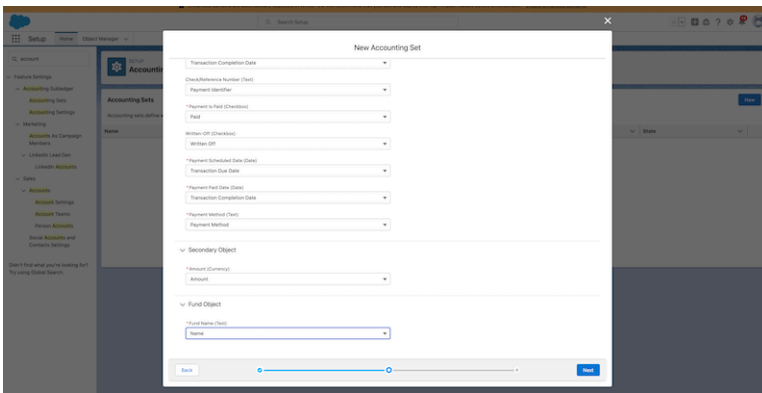 Search Setup
Setup
Home
Object Manager
account
SETUP
New Accounting Set
Transaction Completion Date
Check/Reference Number (Text)
Payment Identifier
* Payment Is Paid (Checkbox)
Paid
Written-Off (Checkbox)
Written Off
* Payment Scheduled Date (Date)
Transaction Due Date
* Payment Paid Date (Date)
Transaction Completion Date
* Payment Method (Text)
Payment Method
Secondary Object
* Amount (Currency)
Amount
Fund Object
* Fund Name (Text)
Name
Back
Next
Feature Settings
Accounting Subledger
Accounting Sets
Accounting Settings
Marketing
Accounts As Campaign
Members
LinkedIn Lead Gen
LinkedIn Accounts
Sales
Accounts
Account Settings
Account Teams
Person Accounts
Social Accounts and
Contacts Settings
Didn't find what you're looking for?
Try using Global Search.
Accounting Sets
Accounting sets define
Name
New
State